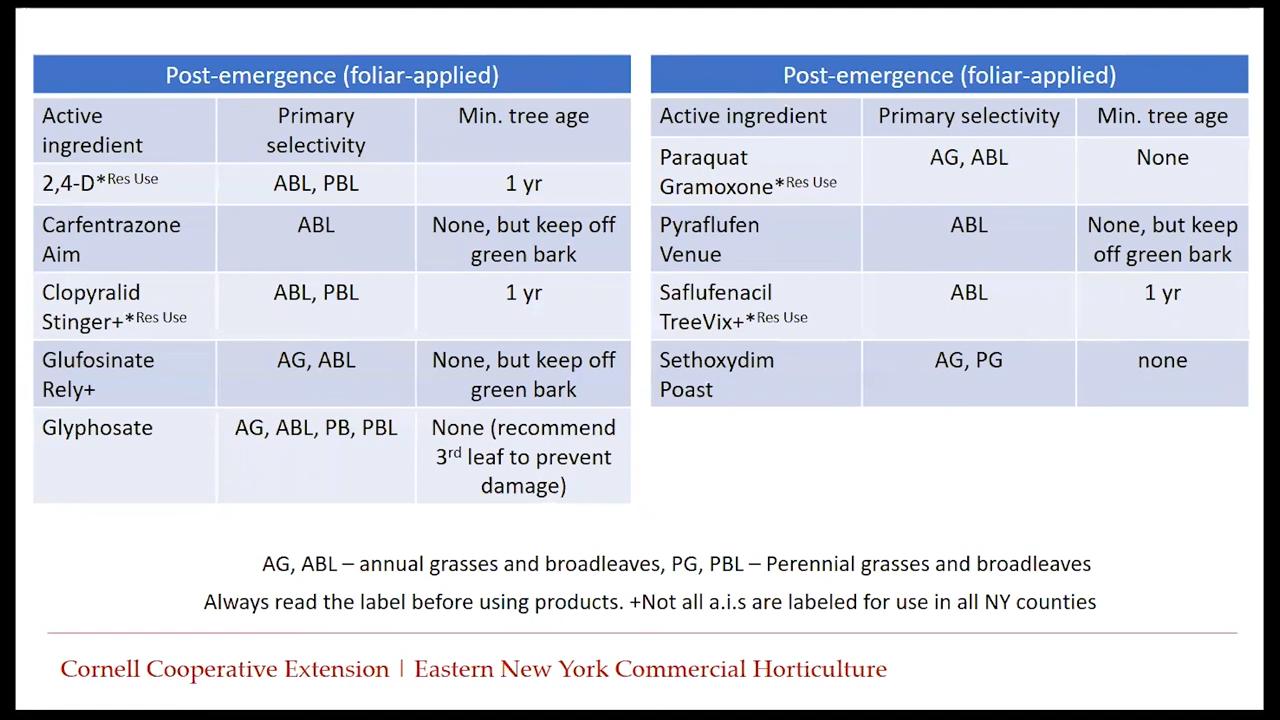 Post-emergence (foliar-applied)
Active ingredient
Primary selectivity
Min. tree age
2,4-D*Res Use
ABL, PBL
1 yr
Carfentrazone
Aim
ABL
None, but keep off
green bark
Clopyralid
Stinger+*Res Use
ABL, PBL
1 yr
Glufosinate
Rely+
AG, ABL
None, but keep off
green bark
Glyphosate
AG, ABL, PB, PBL
None (recommend
3rd leaf to prevent
damage)
Post-emergence (foliar-applied)
Active ingredient
Primary selectivity
Min. tree age
Paraquat
Gramoxone*Res Use
AG, ABL
None
Pyraflufen
Venue
ABL
None, but keep
off green bark
Saflufenacil
TreeVix+*Res Use
ABL
1 yr
Sethoxydim
Poast
AG, PG
none
AG, ABL – annual grasses and broadleaves, PG, PBL – Perennial grasses and broadleaves
Always read the label before using products. +Not all a.i.s are labeled for use in all NY counties
Cornell Cooperative Extension | Eastern New York Commercial Horticulture